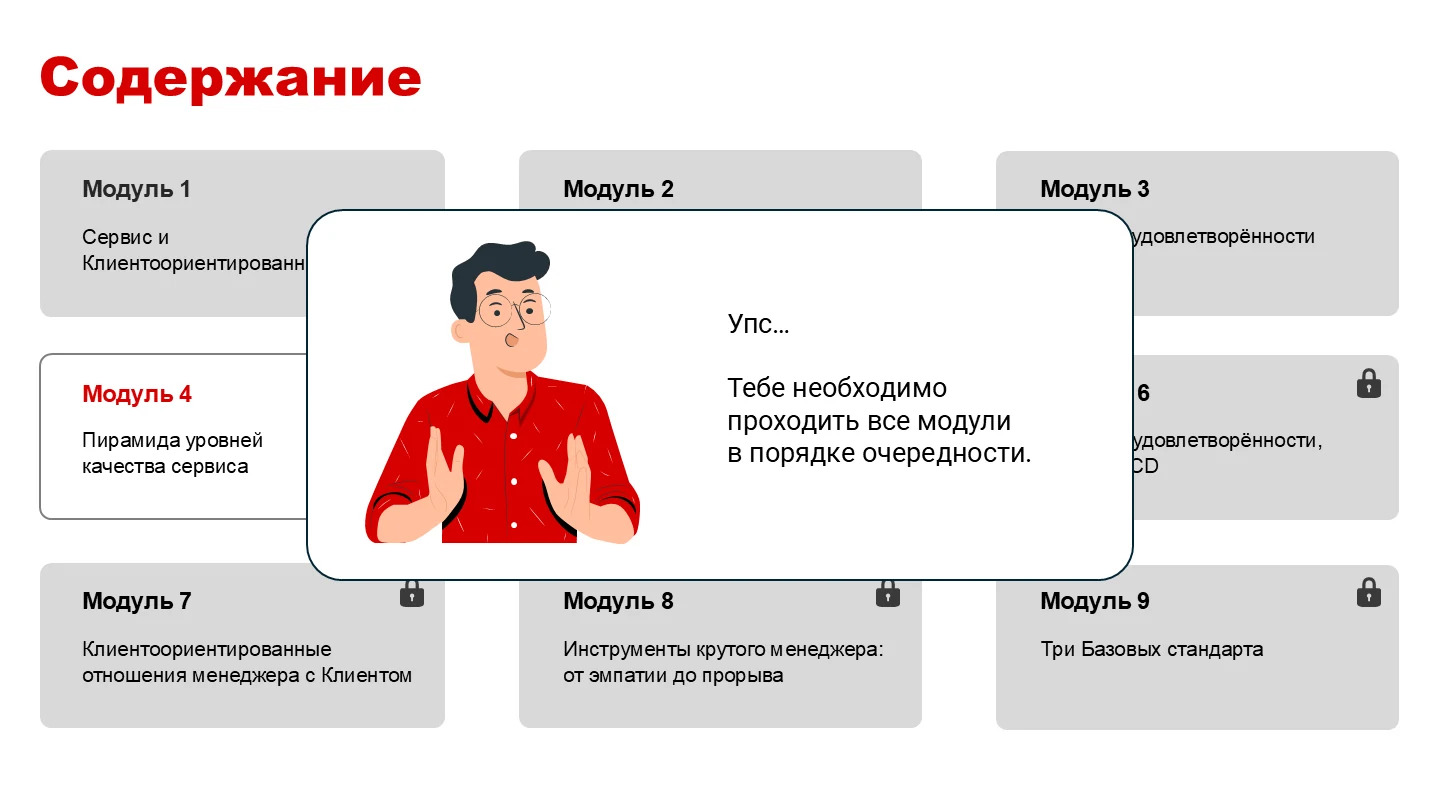 Содержание
Модуль 1
Сервис и
Клиентоориентированн
Модуль 2
Модуль 3
удовлетворённости
Упс...
Тебе необходимо
проходить все модули
в порядке очередности.
Модуль 4
Пирамида уровней
качества сервиса
6
удовлетворённости,
CD
Модуль 7
Клиентоориентированные
отношения менеджера с Клиентом
Модуль 8
Инструменты крутого менеджера:
от эмпатии до прорыва
Модуль 9
Три Базовых стандарта